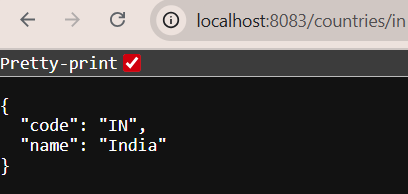 localhost:8083/countries/in
Pretty-print
{
  "code": "IN",
  "name": "India"
}